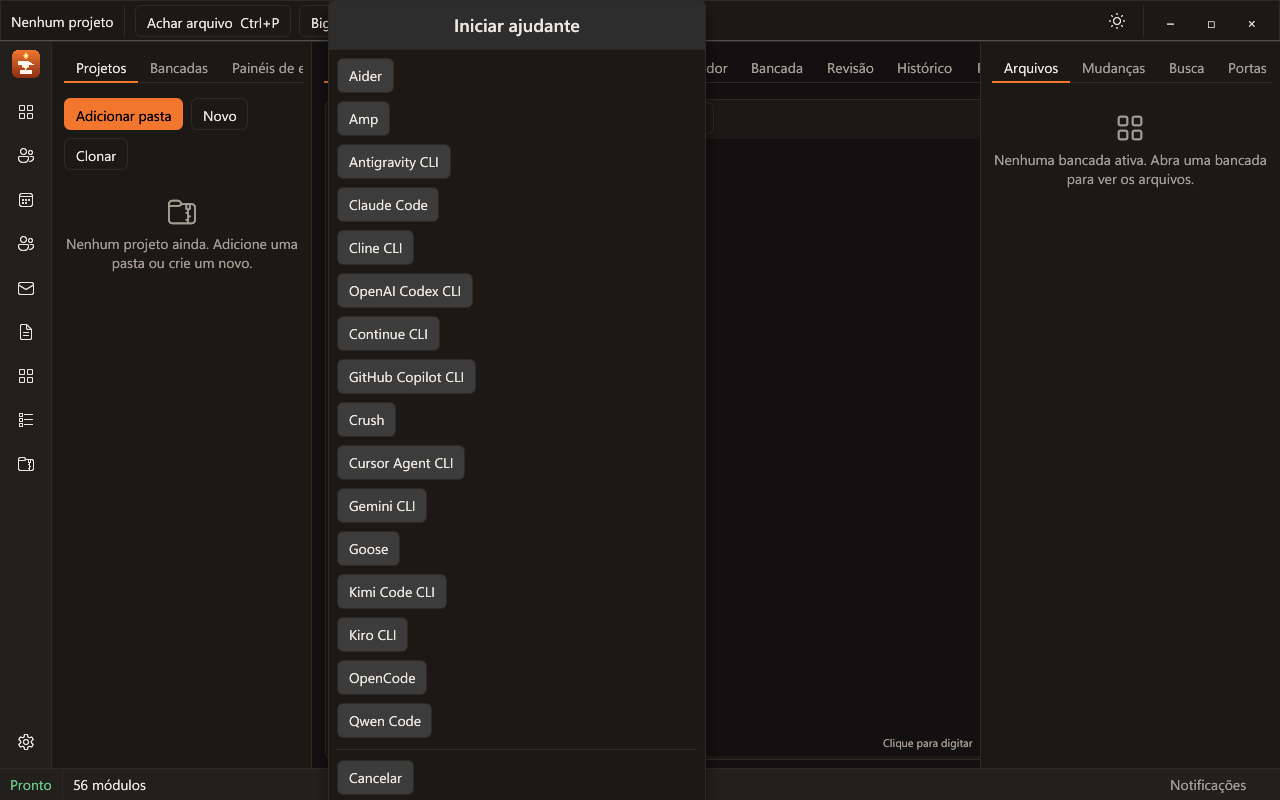 Nenhum projeto
Achar arquivo Ctrl+P
Big
Iniciar ajudante
Projetos
Bancadas
Painéis de e
Adicionar pasta
Novo
Clonar
Nenhum projeto ainda. Adicione uma
pasta ou crie um novo.
Aider
Amp
Antigravity CLI
Claude Code
Cline CLI
OpenAI Codex CLI
Continue CLI
GitHub Copilot CLI
Crush
Cursor Agent CLI
Gemini CLI
Goose
Kimi Code CLI
Kiro CLI
OpenCode
Qwen Code
Cancelar
dor
Bancada
Revisão
Histórico
Clique para digitar
Arquivos
Mudanças
Busca
Portas
Nenhuma bancada ativa. Abra uma bancada
para ver os arquivos.
Pronto
56 módulos
Notificações